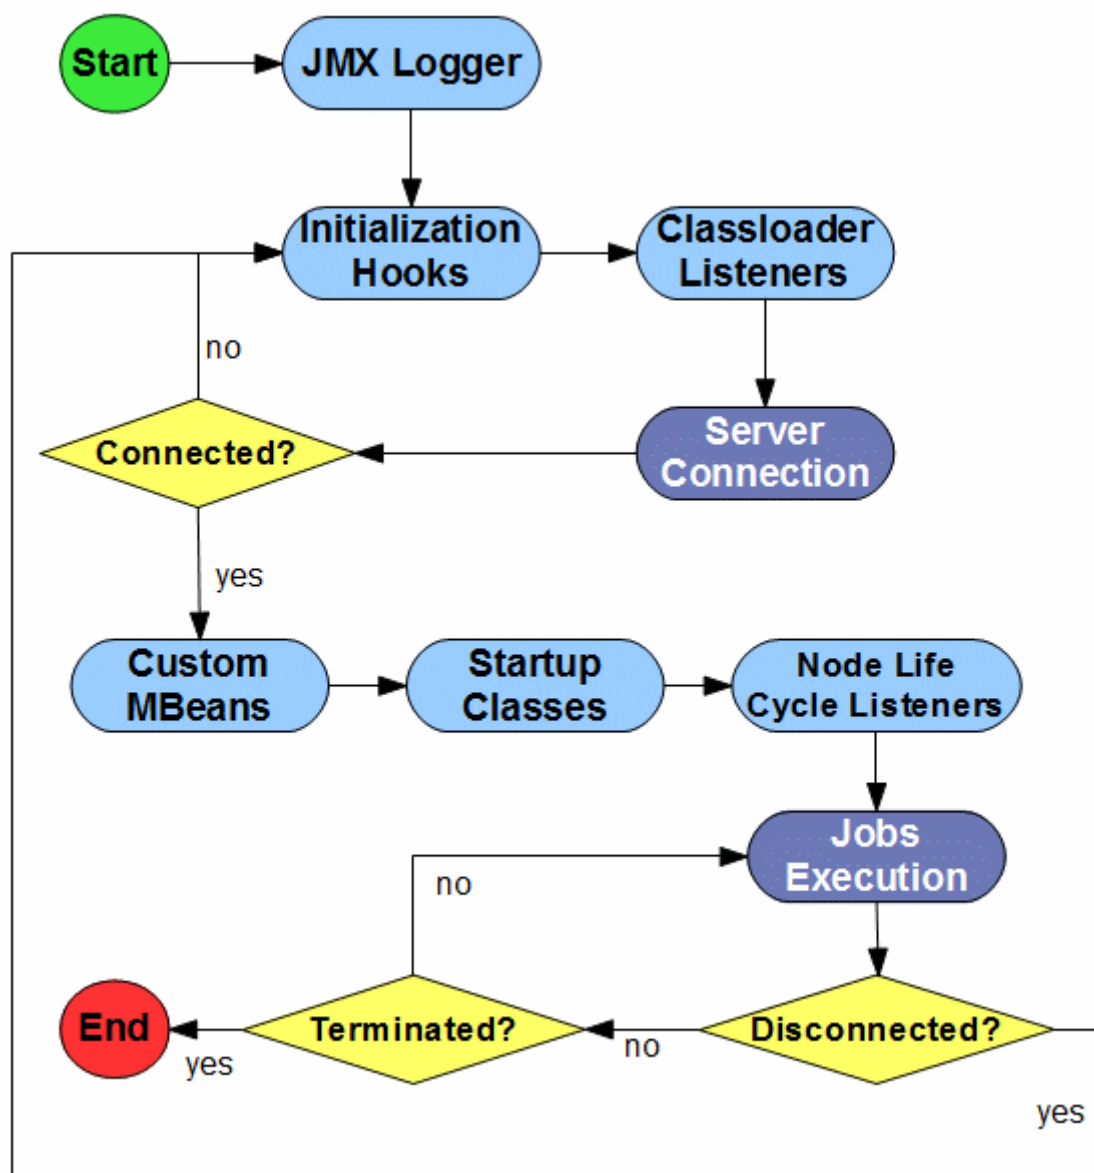 Start
JMX Logger
Initialization
Hooks
Classloader
Listeners
no
Connected?
Server
Connection
yes
Custom
MBeans
Startup
Classes
Node Life
Cycle Listeners
Jobs
Execution
no
End
Terminated?
Disconnected?
yes
no
yes